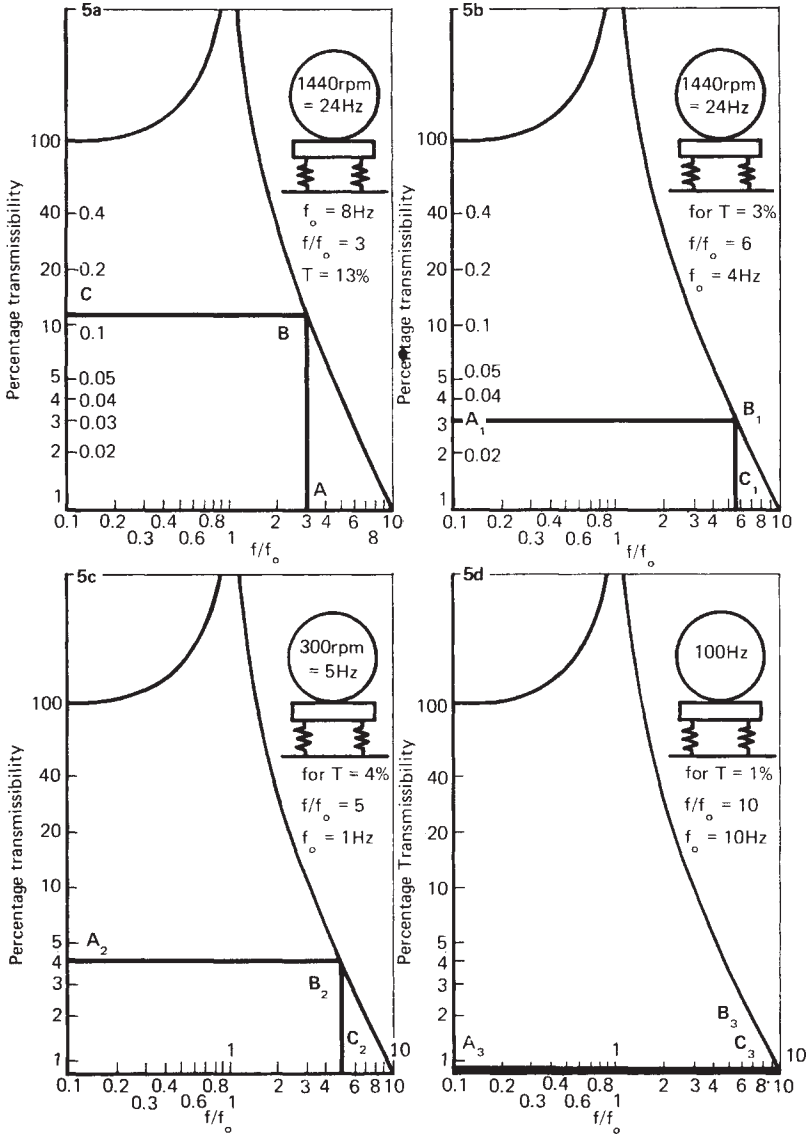 5a
1440rpm
= 24Hz
f₀ = 8Hz
f/f₀ = 3
T = 13%
Percentage transmissibility
100
40
20
10
5
4
3
2
1
0.4
0.2
0.1
0.05
0.04
0.03
0.02
C
B
A
0.1 0.2 0.4 0.8 2 3 4 6 10
0.3 0.6 1 8
f/f₀
5b
1440rpm
= 24Hz
for T = 3%
f/f₀ = 6
f₀ = 4Hz
Percentage transmissibility
100
40
20
10
5
4
3
2
1
0.4
0.2
0.1
0.05
0.04
0.02
A₁
B₁
C₁
0.1 0.2 0.4 0.8 2 4 6 8 10
0.3 0.6 1
f/f₀
5c
300rpm
= 5Hz
for T = 4%
f/f₀ = 5
f₀ = 1Hz
Percentage transmissibility
100
40
20
10
5
4
3
2
1
A₂
B₂
C₂
1 10
0.1 0.2 0.4 0.8 2 4 6 8 10
0.3 0.6 1
f/f₀
5d
100Hz
for T = 1%
f/f₀ = 10
f₀ = 10Hz
Percentage Transmissibility
100
40
20
10
5
4
3
2
1
A₃
B₃
C₃
1 10
0.1 0.2 0.4 0.8 2 4 6 8 10
0.3 0.6 1
f/f₀